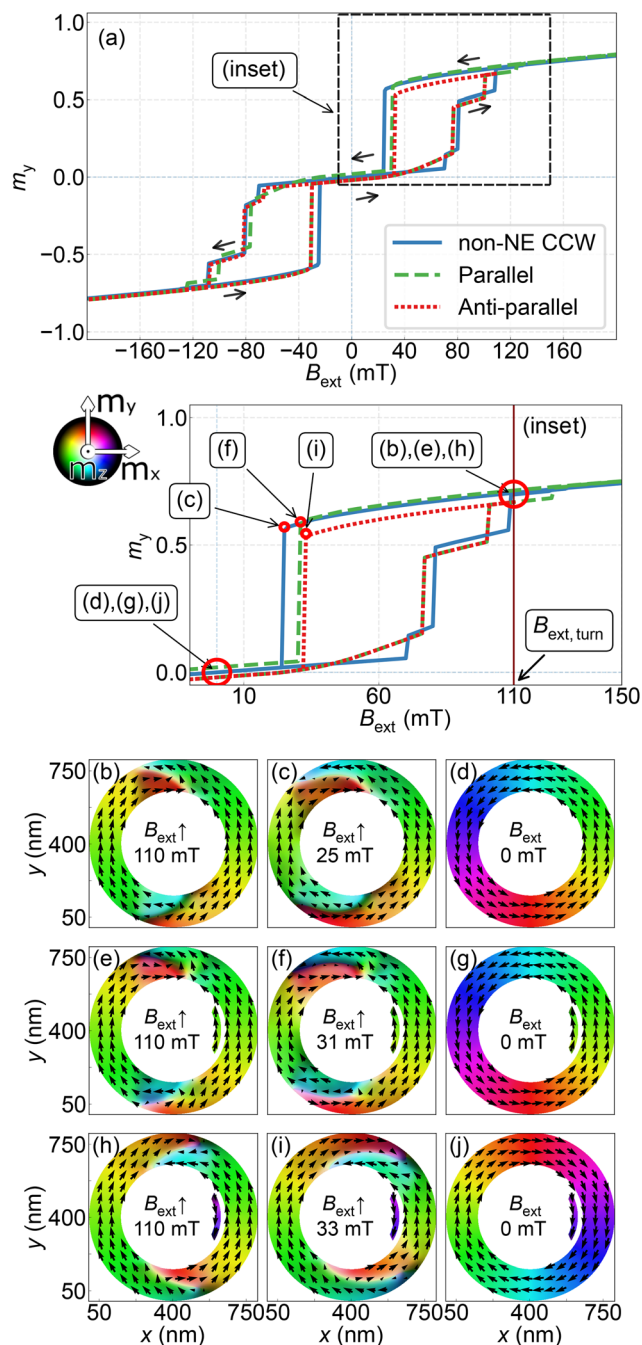 (a)
(inset)
1.0
0.5
0.0
−0.5
−1.0
m_y
non-NE CCW
Parallel
Anti-parallel
−160 −120 −80 −40 0 40 80 120 160
B_ext (mT)
m_y
m_x
m_z
(f)
(i)
(b),(e),(h)
(inset)
(c)
(d),(g),(j)
B_ext, turn
1.0
0.5
0.0
m_y
10 60 110 150
B_ext (mT)
(b) (c) (d)
B_ext↑ B_ext↑ B_ext
110 mT 25 mT 0 mT
750
400
50
y (nm)
(e) (f) (g)
B_ext↑ B_ext↑ B_ext
110 mT 31 mT 0 mT
750
400
50
y (nm)
(h) (i) (j)
B_ext↑ B_ext↑ B_ext
110 mT 33 mT 0 mT
750
400
50
y (nm)
50 400 750 50 400 750 50 400 750
x (nm) x (nm) x (nm)